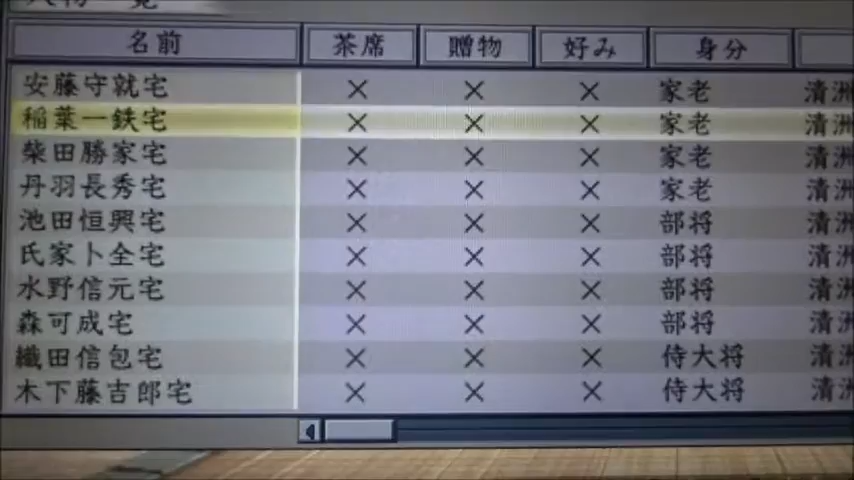 人物一覧
名前 茶席 贈物 好み 身分
安藤守就宅 × × × 家老 清洲
稲葉一鉄宅 × × × 家老 清洲
柴田勝家宅 × × × 家老 清洲
丹羽長秀宅 × × × 家老 清洲
池田恒興宅 × × × 部将 清洲
氏家卜全宅 × × × 部将 清洲
水野信元宅 × × × 部将 清洲
森可成宅 × × × 部将 清洲
織田信包宅 × × × 侍大将 清洲
木下藤吉郎宅 × × × 侍大将 清洲